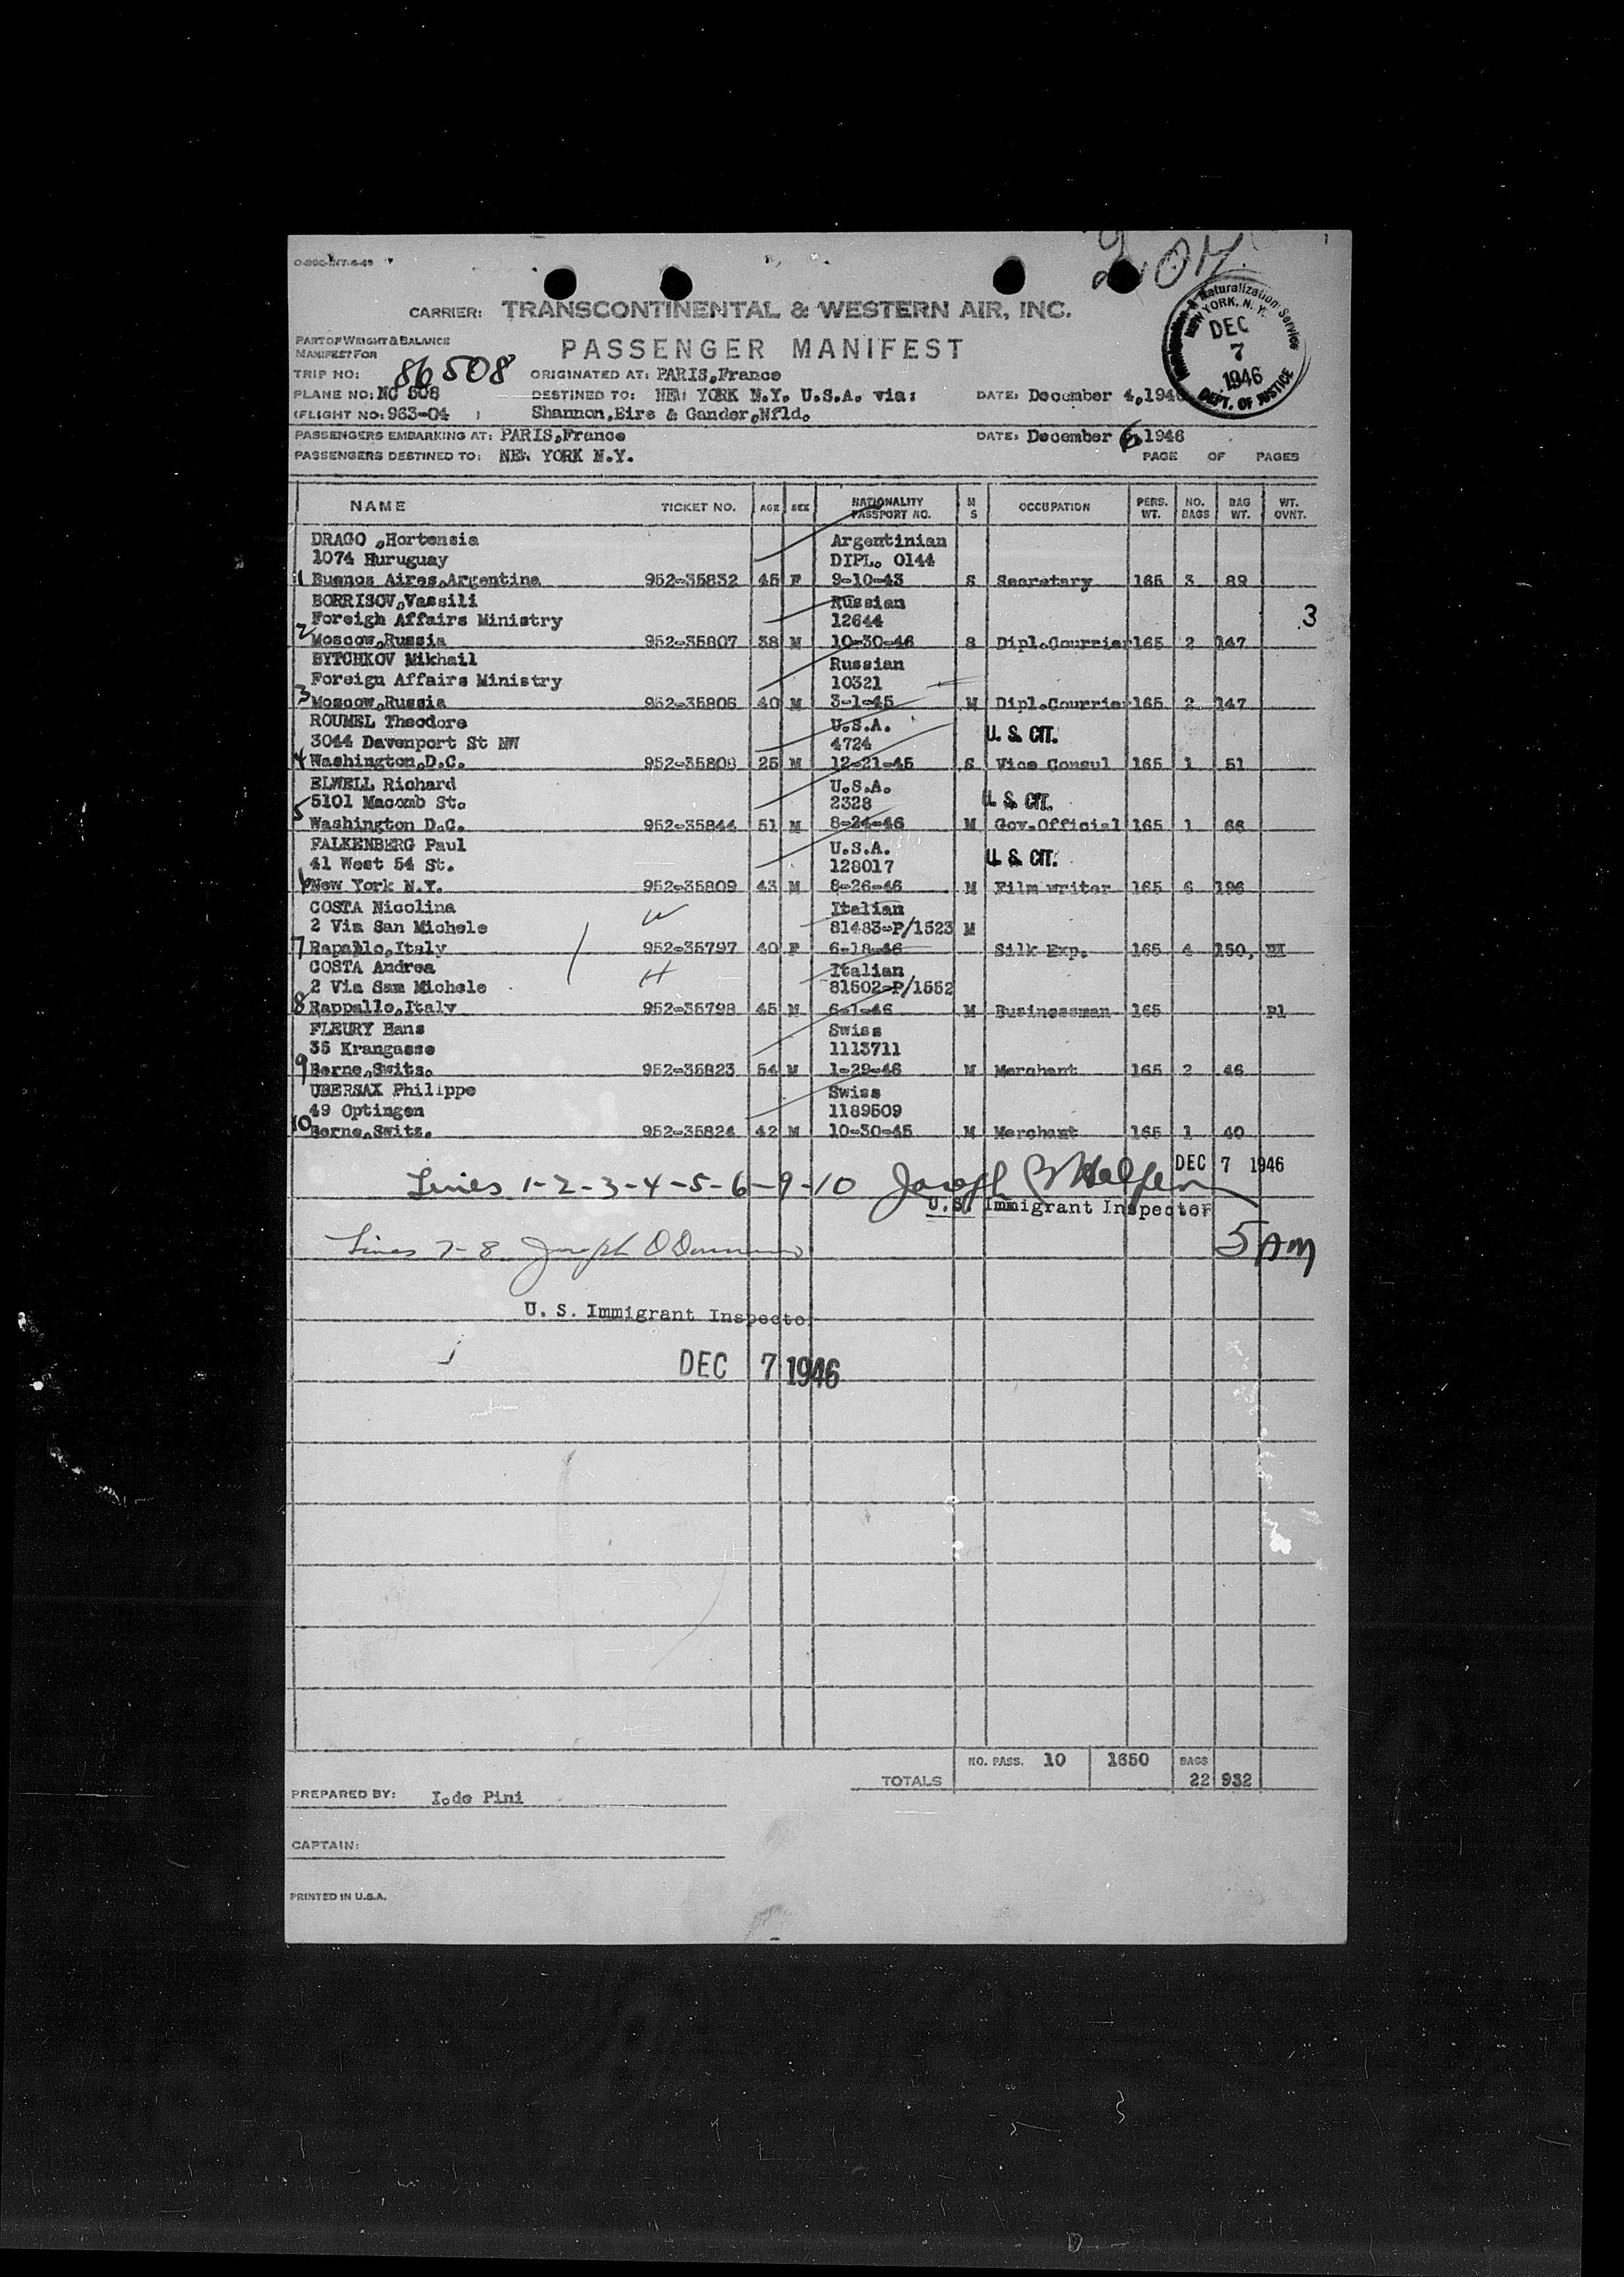 2.04.
CARRIER: TRANSCONTINENTAL & WESTERN AIR, INC.
Immigration & Naturalization Service
NEW YORK, N. Y.
DEC
7
1946
DEPT. OF JUSTICE
PART OF WEIGHT & BALANCE
MANIFEST FOR
PASSENGER MANIFEST
TRIP NO: 86508 ORIGINATED AT: PARIS,France
PLANE NO: NC 508 DESTINED TO: NEW YORK N.Y. U.S.A. via: DATE: December 4,1946
(FLIGHT NO: 963-04 ) Shannon,Eire & Gander,Nfld.
PASSENGERS EMBARKING AT: PARIS,France DATE: December 6,1946
PASSENGERS DESTINED TO: NEW YORK N.Y. PAGE OF PAGES
NAME TICKET NO. AGE SEX NATIONALITY PASSPORT NO. M S OCCUPATION PERS. WT. NO. BAGS BAG WT. WT. OVNT.
DRAGO ,Hortensia Argentinian
1074 Huruguay DIPL. 0144
1 Buenos Aires,Argentina 952-35832 45 F 9-10-43 S Secretary 165 3 89
BORRISOV,Vassili Russian
Foreigh Affairs Ministry 12644 3
2 Moscow,Russia 952-35807 38 M 10-30-46 S Dipl.Courrier 165 2 147
BYTCHKOV Mikhail Russian
Foreign Affairs Ministry 10321
3 Moscow,Russia 952-35806 40 M 3-1-45 M Dipl.Courrier 165 2 147
ROUMEL Theodore U.S.A.
3044 Davenport St NW 4724 U. S. CIT.
4 Washington,D.C. 952-35808 25 M 12-21-45 S Vice Consul 165 1 51
ELWELL Richard U.S.A.
5101 Macomb St. 2328 U. S. CIT.
5 Washington D.C. 952-35844 51 M 8-24-46 M Gov.Official 165 1 66
FALKENBERG Paul U.S.A.
41 West 54 St. 128017 U. S. CIT.
6 New York N.Y. 952-35809 43 M 8-26-46 M Film writer 165 6 196
COSTA Nicolina W Italian
2 Via San Michele 81483-P/1523 M
7 Rapallo,Italy 952-35797 40 F 6-18-46 Silk Exp. 165 4 150,
COSTA Andrea H Italian
2 Via Sam Michele 81502-P/1552
8 Rappallo,Italy 952-35798 45 M 6-1-46 M Businessman 165 Pl
FLEURY Hans Swiss
35 Krangasse 1113711
9 Berne,Switz. 952-35823 54 M 1-29-46 M Merchant 165 2 46
UBERSAX Philippe Swiss
49 Optingen 1189509
10 Berne,Switz. 952-35824 42 M 10-30-45 M Merchant 165 1 40
DEC 7 1946
Lines 1-2-3-4-5-6-9-10 Joseph B Halpern
U.S. Immigrant Inspector
5 AM
Lines 7-8 Joseph
U. S. Immigrant Inspecto
DEC 7 1946
NO. PASS. 10 1650 BAGS
TOTALS 22 932
PREPARED BY: I.de Pini
CAPTAIN:
PRINTED IN U.S.A.